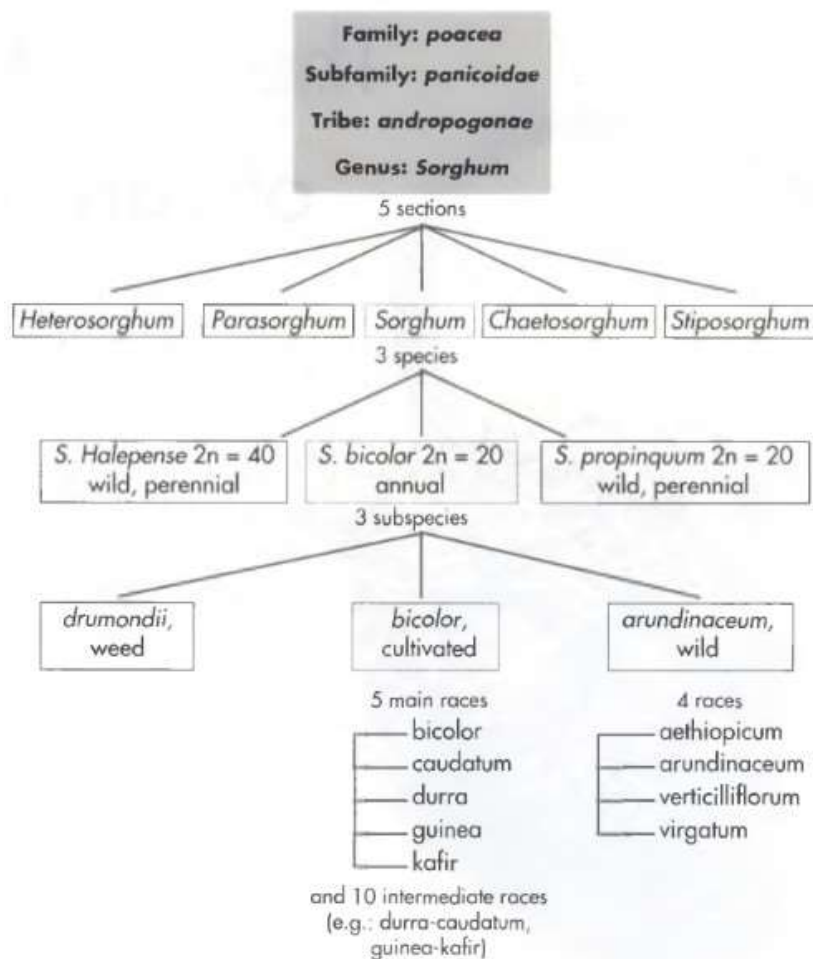 Family: poacea
Subfamily: panicoidae
Tribe: andropogonae
Genus: Sorghum
5 sections
Heterosorghum
Parasorghum
Sorghum
Chaetosorghum
Stiposorghum
3 species
S. Halepense 2n = 40
wild, perennial
S. bicolor 2n = 20
annual
S. propinquum 2n = 20
wild, perennial
3 subspecies
drumondii,
weed
bicolor,
cultivated
arundinaceum,
wild
5 main races
bicolor
caudatum
durra
guinea
kafir
and 10 intermediate races
(e.g.: durra-caudatum,
guinea-kafir)
4 races
aethiopicum
arundinaceum
verticilliflorum
virgatum